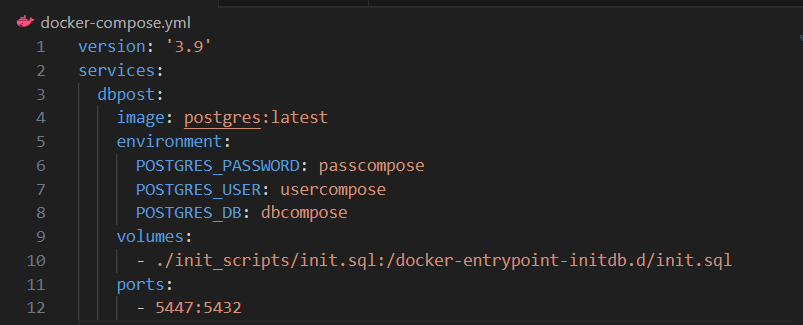 docker-compose.yml
1 version: '3.9'
2 services:
3   dbpost:
4     image: postgres:latest
5     environment:
6       POSTGRES_PASSWORD: passcompose
7       POSTGRES_USER: usercompose
8       POSTGRES_DB: dbcompose
9     volumes:
10       - ./init_scripts/init.sql:/docker-entrypoint-initdb.d/init.sql
11     ports:
12       - 5447:5432